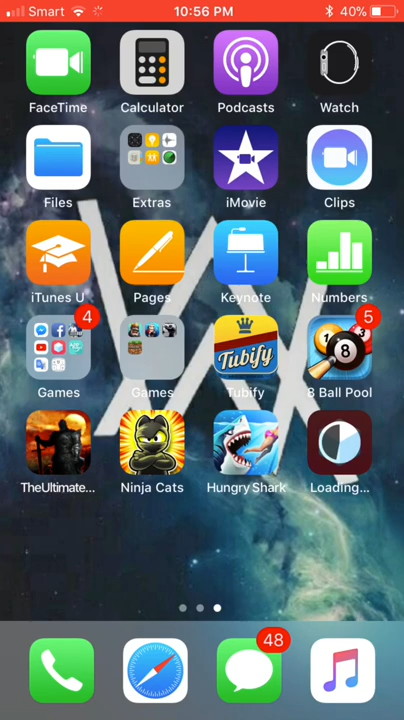 Smart 10:56 PM 40%
FaceTime Calculator Podcasts Watch
Files Extras iMovie Clips
iTunes U Pages Keynote Numbers
4 5
Tubify 8
Games Games Tubify 8 Ball Pool
TheUltimate... Ninja Cats Hungry Shark Loading...
48